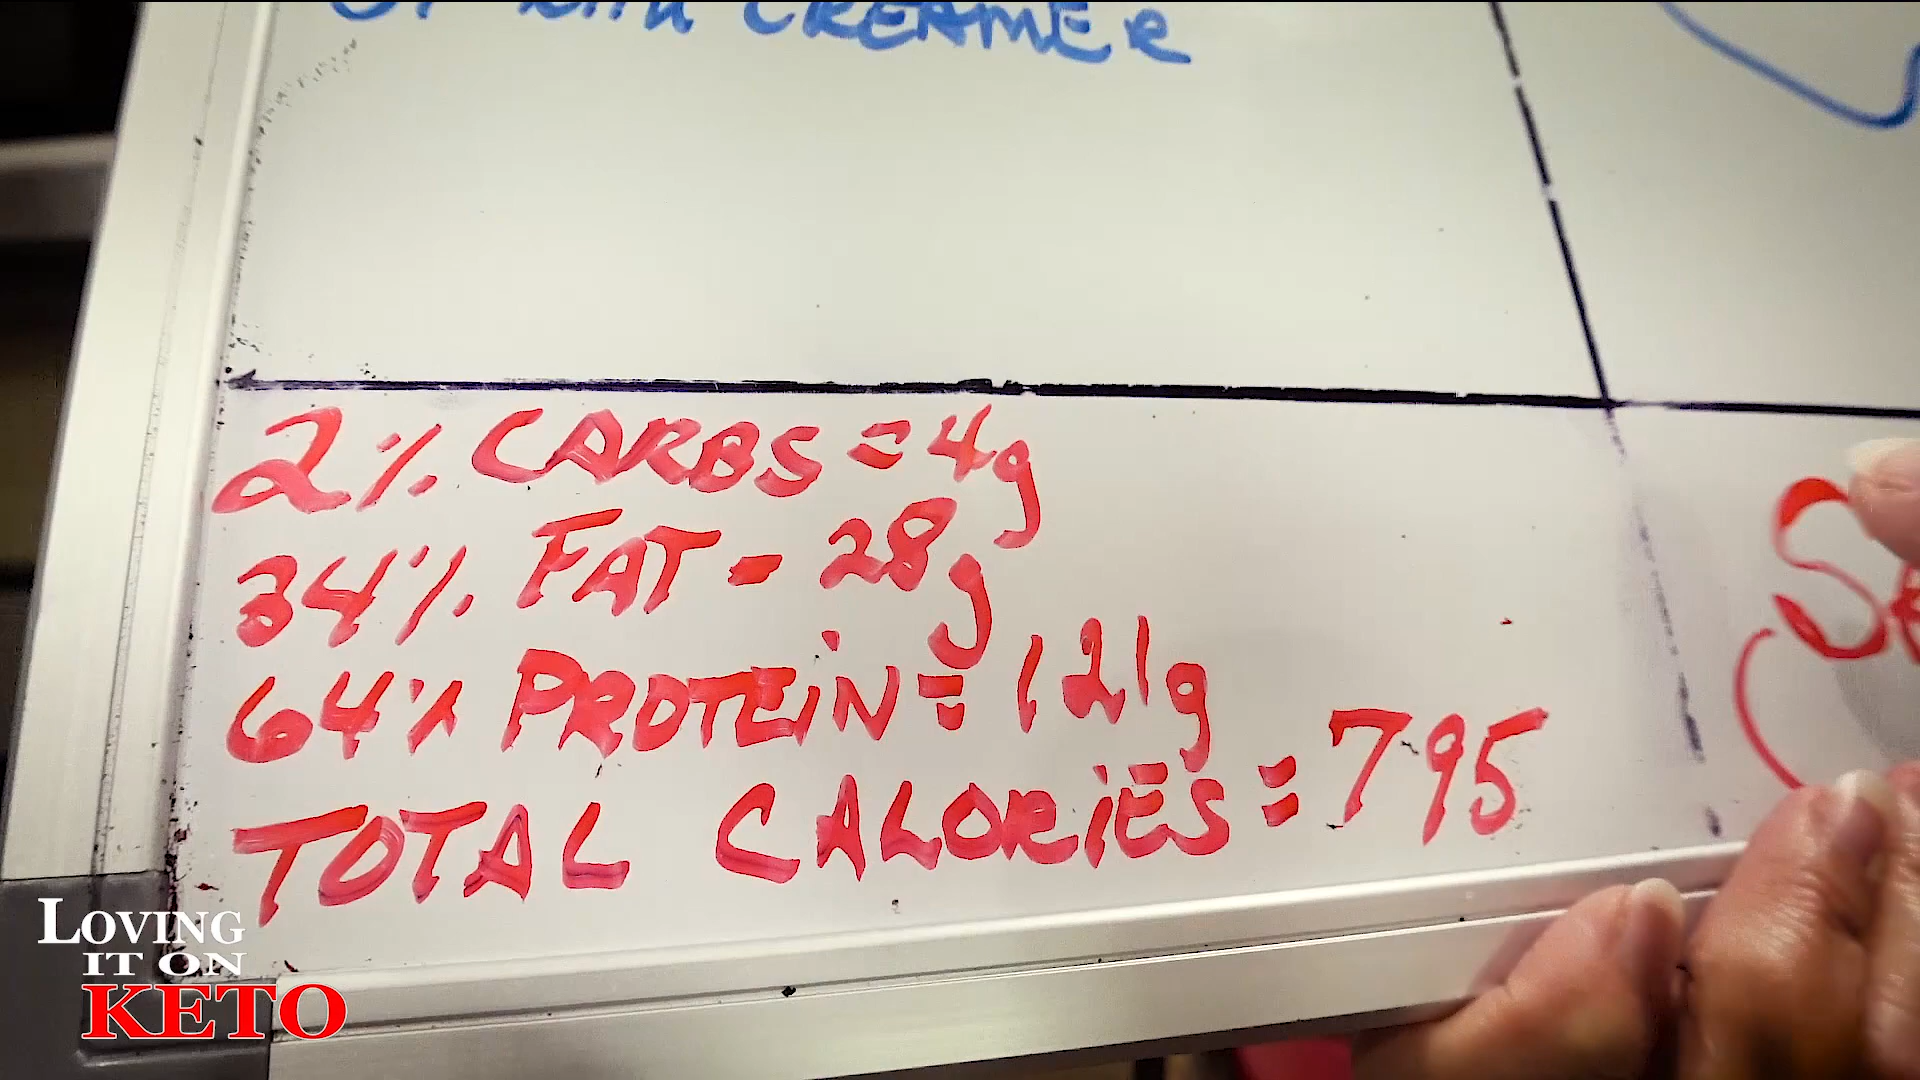 CREAMER
2% CARBS = 4g
34% FAT - 28g
64% PROTEIN = 121g
TOTAL CALORIES = 795
LOVING
IT ON
KETO